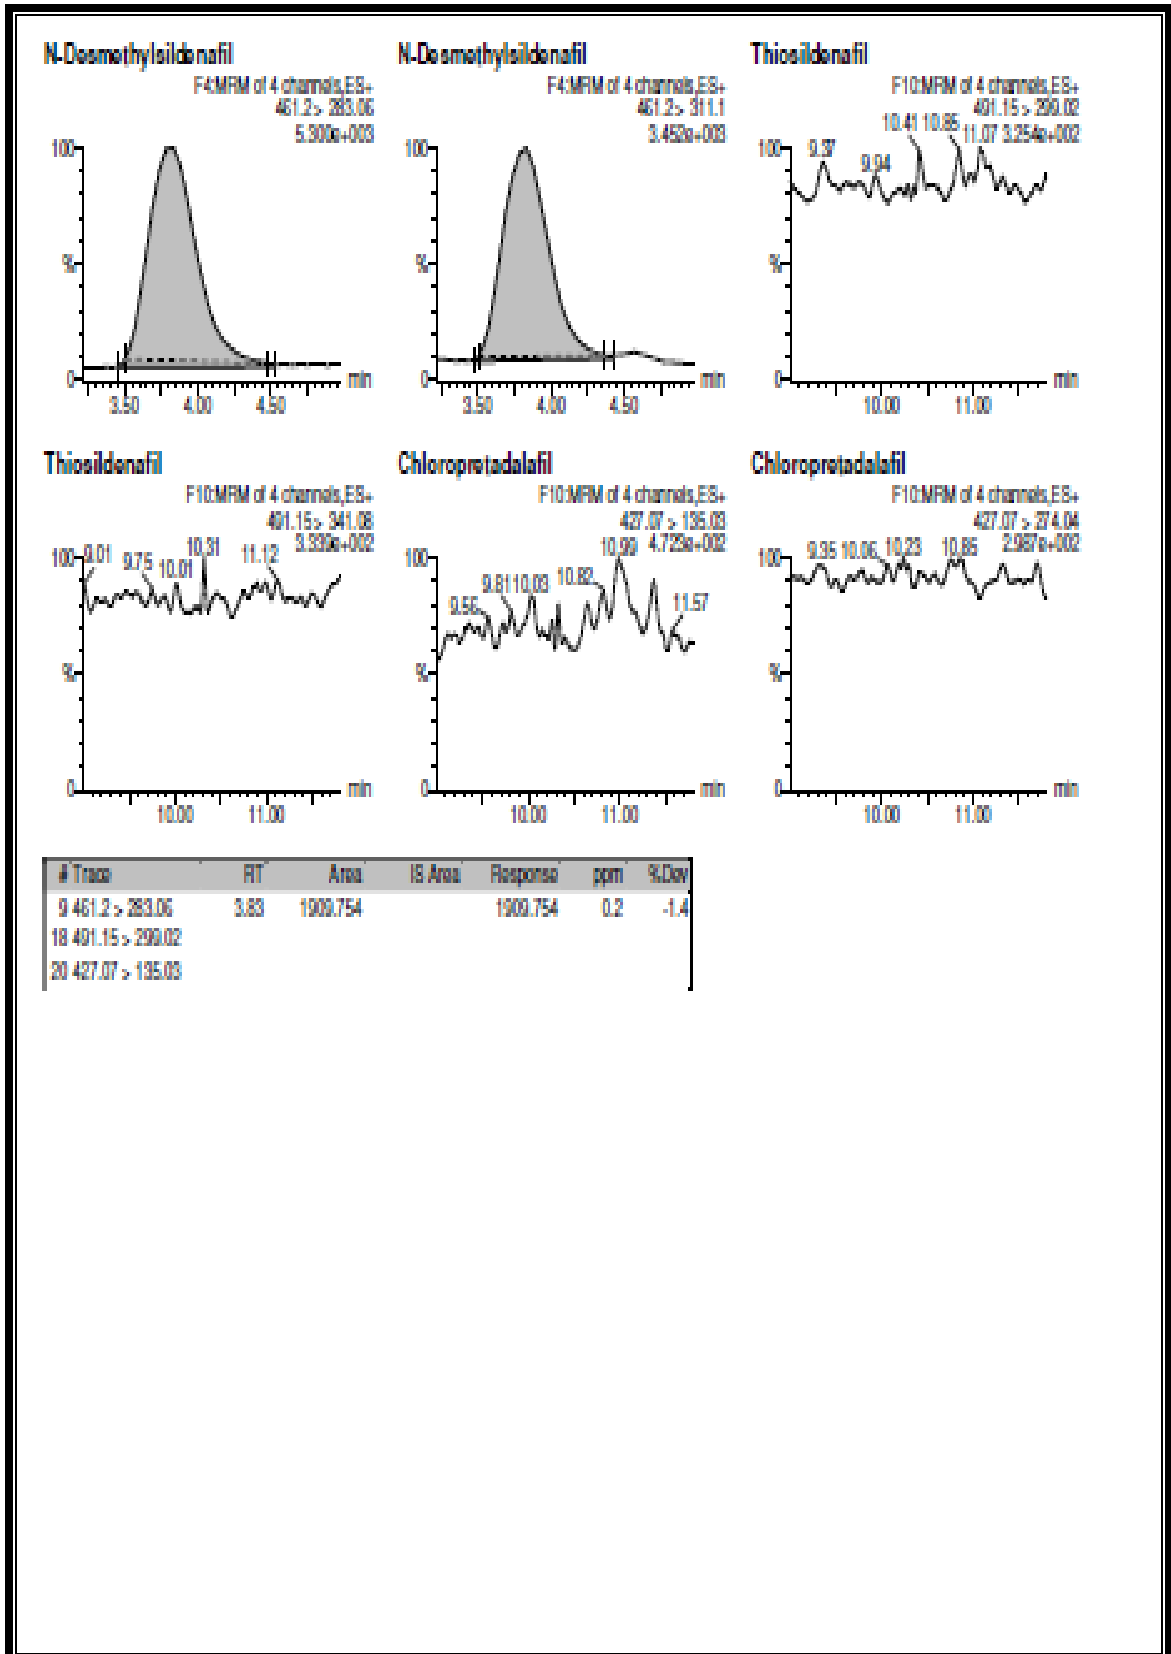 N-Desmethylsildenafil
F4:MRM of 4 channels,ES+
461.2 > 283.06
5.300e+003
100
%
0
3.50 4.00 4.50
min
N-Desmethylsildenafil
F4:MRM of 4 channels,ES+
461.2 > 311.1
3.452e+003
100
%
0
3.50 4.00 4.50
min
Thiosildenafil
F10:MRM of 4 channels,ES+
491.15 > 299.02
3.254e+002
100
9.37
9.94
10.41
10.85
11.07
%
0
10.00 11.00
min
Thiosildenafil
F10:MRM of 4 channels,ES+
491.15 > 341.08
3.339e+002
100
9.01
9.75
10.01
10.31
11.12
%
0
10.00 11.00
min
Chloropretadalafil
F10:MRM of 4 channels,ES+
427.07 > 135.03
4.723e+002
100
9.56
9.81
10.03
10.82
10.99
11.57
%
0
10.00 11.00
min
Chloropretadalafil
F10:MRM of 4 channels,ES+
427.07 > 274.04
2.987e+002
100
9.35
10.06
10.23
10.85
%
0
10.00 11.00
min
# Trace RT Area IS Area Response ppm %Dev
9 461.2 > 283.06 3.83 1909.754 1909.754 0.2 -1.4
18 491.15 > 299.02
20 427.07 > 135.03